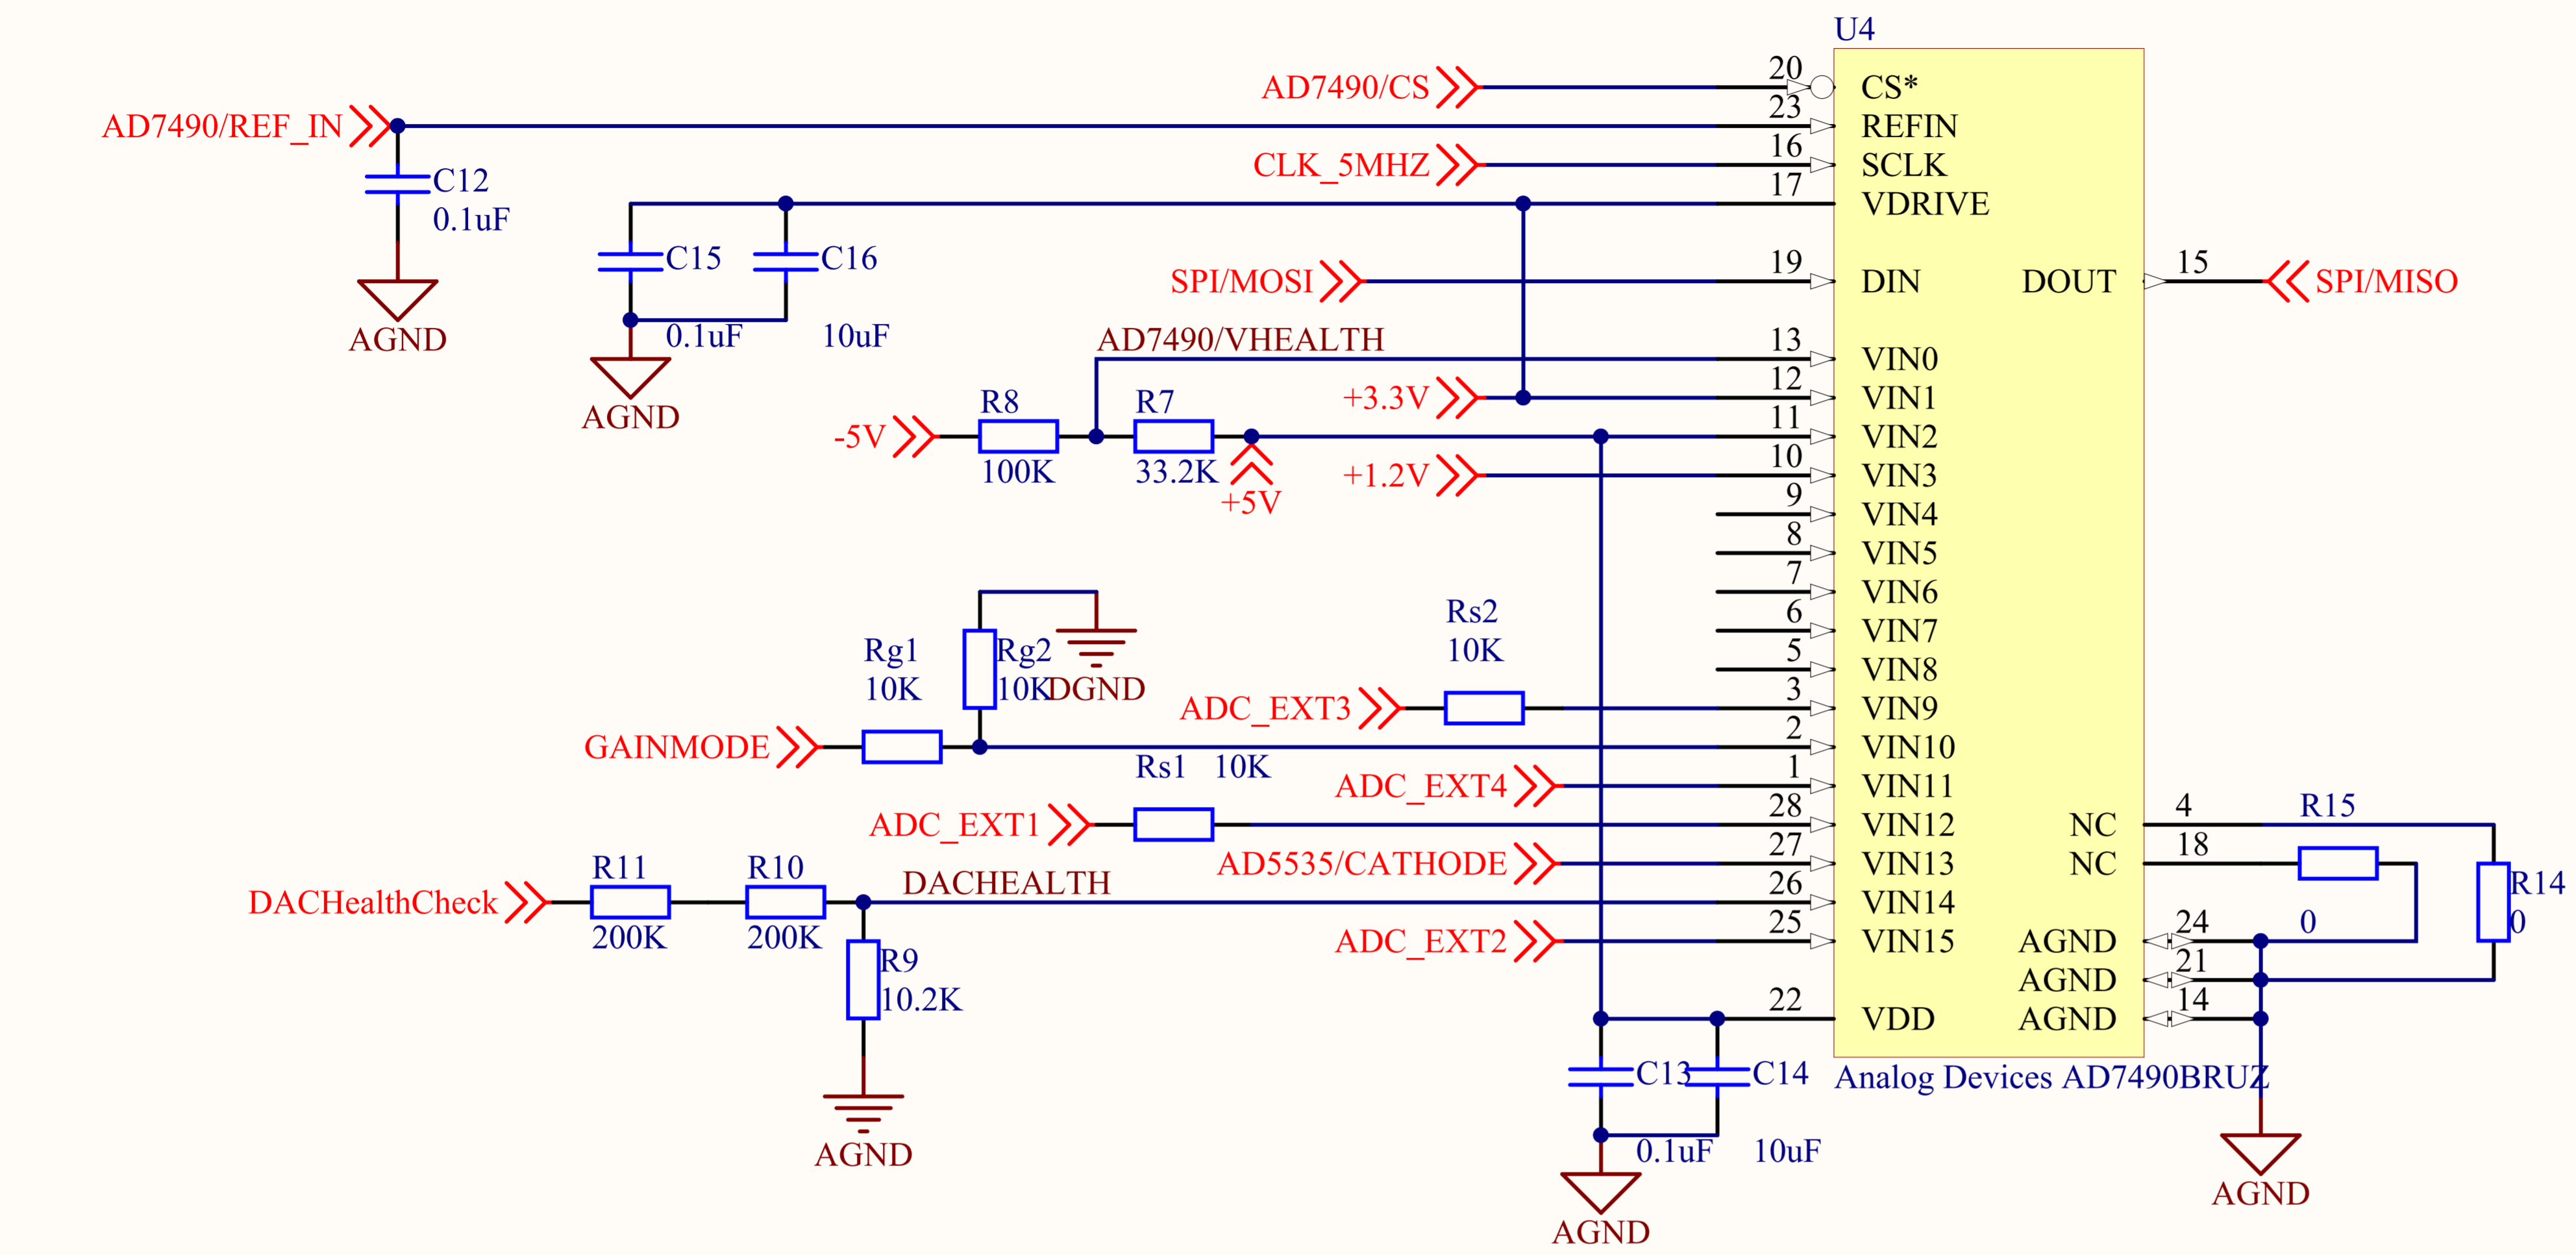 U4
20
AD7490/CS
CS*
23
AD7490/REF_IN
REFIN
16
CLK_5MHZ
SCLK
17
VDRIVE
C12
0.1uF
C15
C16
0.1uF
10uF
AGND
AGND
SPI/MOSI
19
DIN
DOUT
15
SPI/MISO
AD7490/VHEALTH
13
VIN0
+3.3V
12
VIN1
-5V
R8
100K
R7
33.2K
+5V
11
VIN2
+1.2V
10
VIN3
9
VIN4
8
VIN5
7
VIN6
6
VIN7
5
VIN8
Rs2
10K
ADC_EXT3
3
VIN9
Rg1
10K
Rg2
10K
DGND
GAINMODE
2
VIN10
Rs1 10K
ADC_EXT4
1
VIN11
ADC_EXT1
28
VIN12
NC
4
R15
AD5535/CATHODE
27
VIN13
NC
18
R11
200K
R10
200K
DACHealthCheck
DACHEALTH
26
VIN14
R14
0
0
ADC_EXT2
25
VIN15
AGND
24
R9
10.2K
AGND
21
22
VDD
AGND
14
C13
C14
Analog Devices AD7490BRUZ
0.1uF
10uF
AGND
AGND
AGND